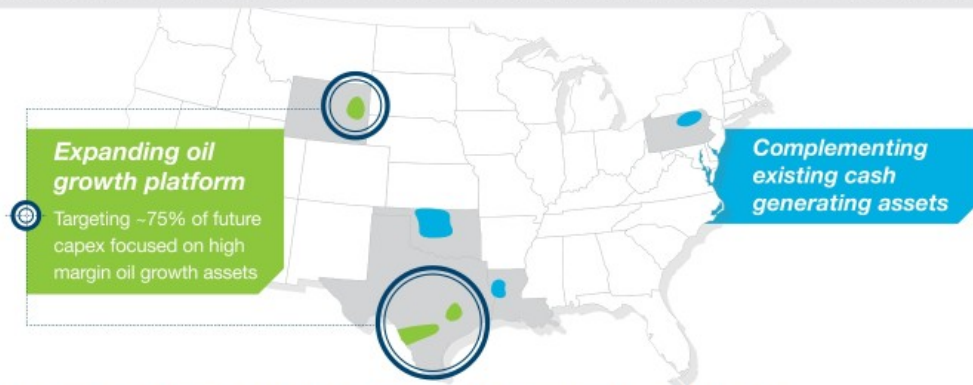 Expanding oil
growth platform
Targeting ~75% of future
capex focused on high
margin oil growth assets
Complementing
existing cash
generating assets